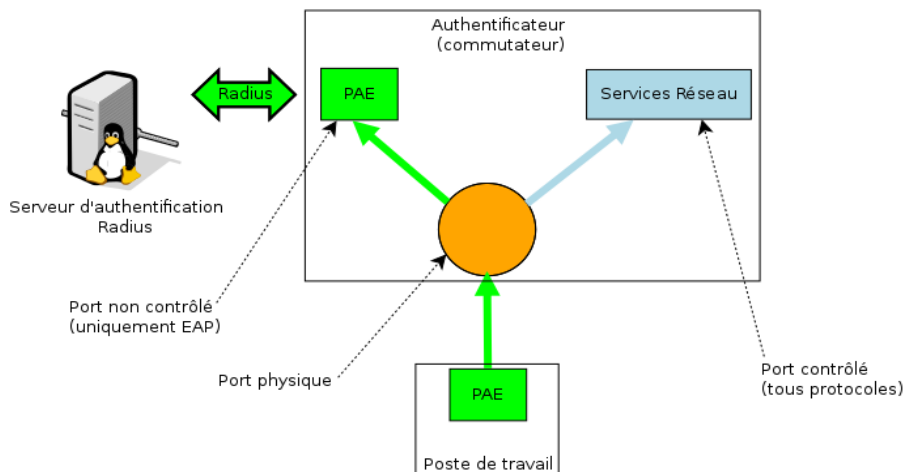 Authentificateur
(commutateur)
Radius
PAE
Services Réseau
Serveur d'authentification
Radius
Port non contrôlé
(uniquement EAP)
Port physique
Port contrôlé
(tous protocoles)
PAE
Poste de travail